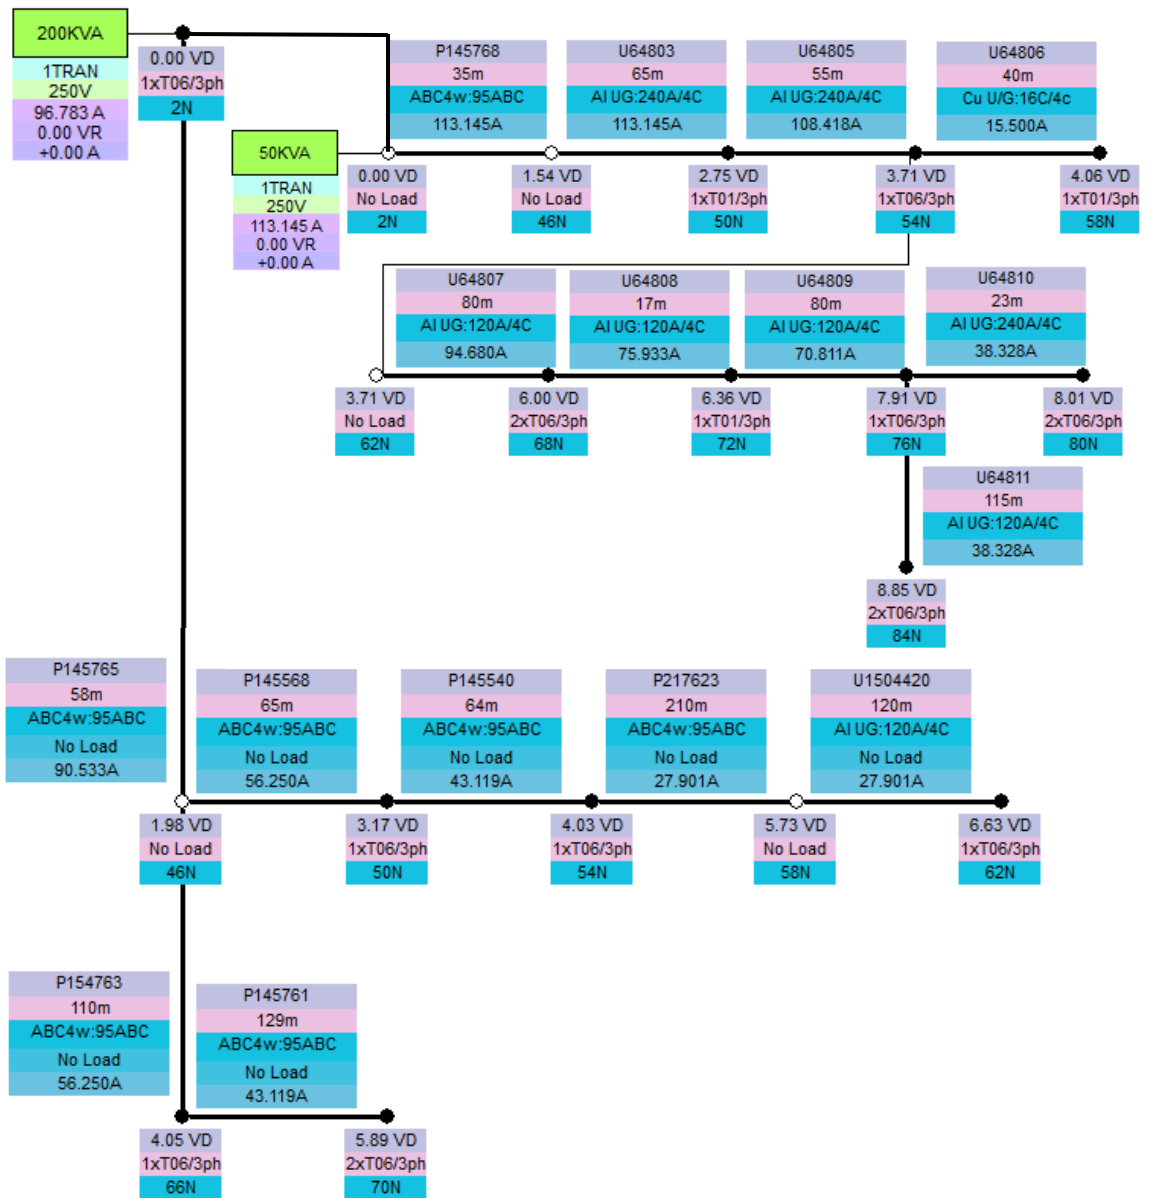 200KVA
1TRAN
250V
96.783 A
0.00 VR
+0.00 A
0.00 VD
1xT06/3ph
2N
P145768
35m
ABC4w:95ABC
113.145A
U64803
65m
Al UG:240A/4C
113.145A
U64805
55m
Al UG:240A/4C
108.418A
U64806
40m
Cu U/G:16C/4c
15.500A
50KVA
1TRAN
250V
113.145 A
0.00 VR
+0.00 A
0.00 VD
No Load
2N
1.54 VD
No Load
46N
2.75 VD
1xT01/3ph
50N
3.71 VD
1xT06/3ph
54N
4.06 VD
1xT01/3ph
58N
U64807
80m
Al UG:120A/4C
94.680A
U64808
17m
Al UG:120A/4C
75.933A
U64809
80m
Al UG:120A/4C
70.811A
U64810
23m
Al UG:240A/4C
38.328A
3.71 VD
No Load
62N
6.00 VD
2xT06/3ph
68N
6.36 VD
1xT01/3ph
72N
7.91 VD
1xT06/3ph
76N
8.01 VD
2xT06/3ph
80N
U64811
115m
Al UG:120A/4C
38.328A
8.85 VD
2xT06/3ph
84N
P145765
58m
ABC4w:95ABC
No Load
90.533A
P145568
65m
ABC4w:95ABC
No Load
56.250A
P145540
64m
ABC4w:95ABC
No Load
43.119A
P217623
210m
ABC4w:95ABC
No Load
27.901A
U1504420
120m
Al UG:120A/4C
No Load
27.901A
1.98 VD
No Load
46N
3.17 VD
1xT06/3ph
50N
4.03 VD
1xT06/3ph
54N
5.73 VD
No Load
58N
6.63 VD
1xT06/3ph
62N
P154763
110m
ABC4w:95ABC
No Load
56.250A
P145761
129m
ABC4w:95ABC
No Load
43.119A
4.05 VD
1xT06/3ph
66N
5.89 VD
2xT06/3ph
70N